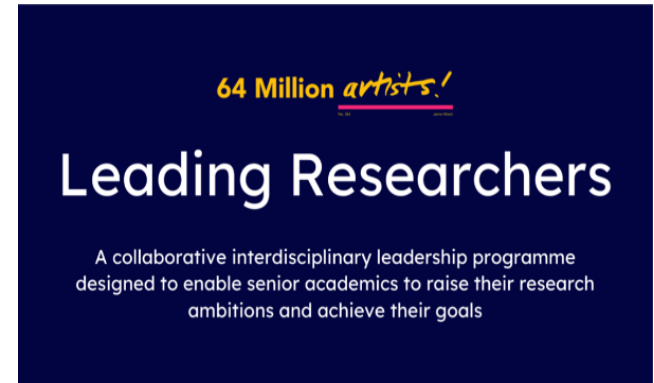 64 Million artists!
Leading Researchers
A collaborative interdisciplinary leadership programme
designed to enable senior academics to raise their research
ambitions and achieve their goals